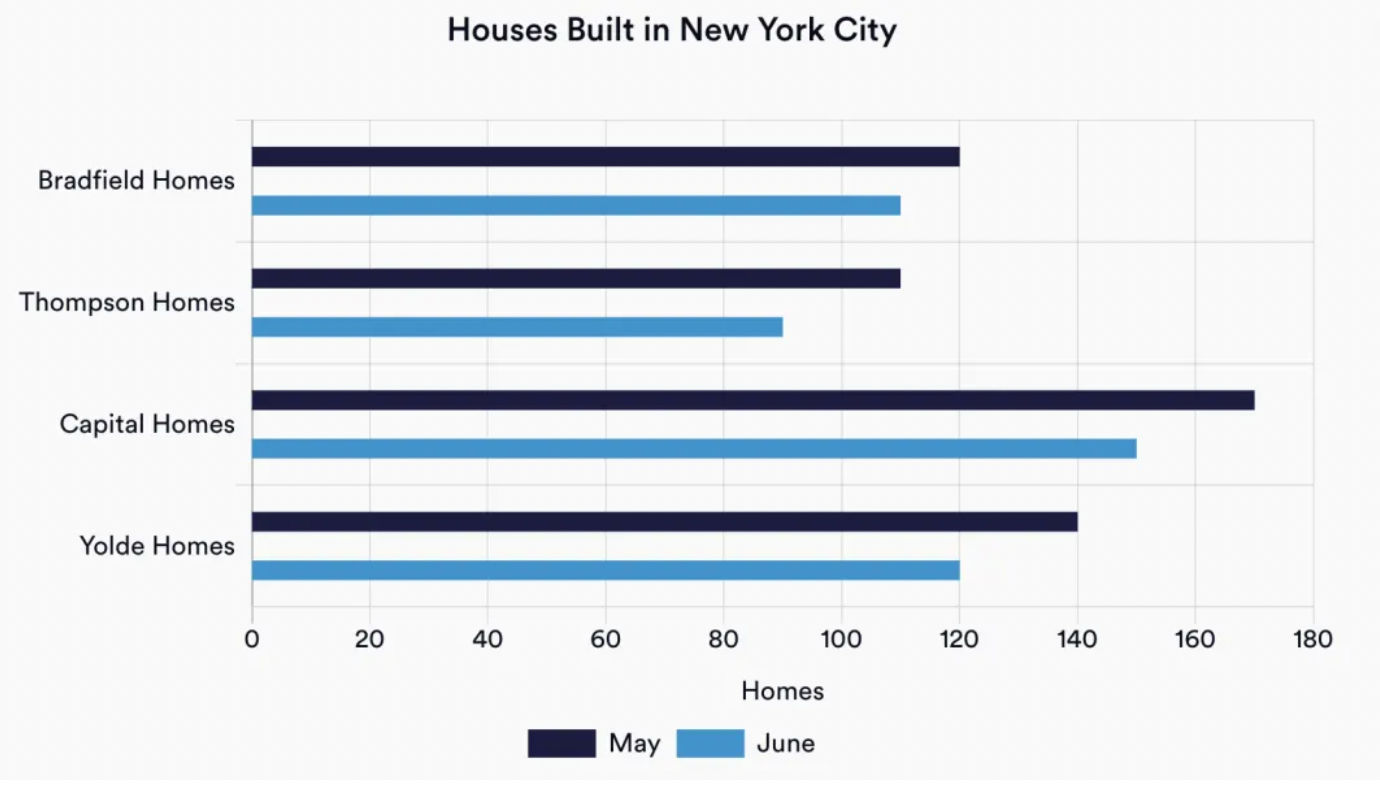 Houses Built in New York City
Bradfield Homes
Thompson Homes
Capital Homes
Yolde Homes
0 20 40 60 80 100 120 140 160 180
Homes
May June